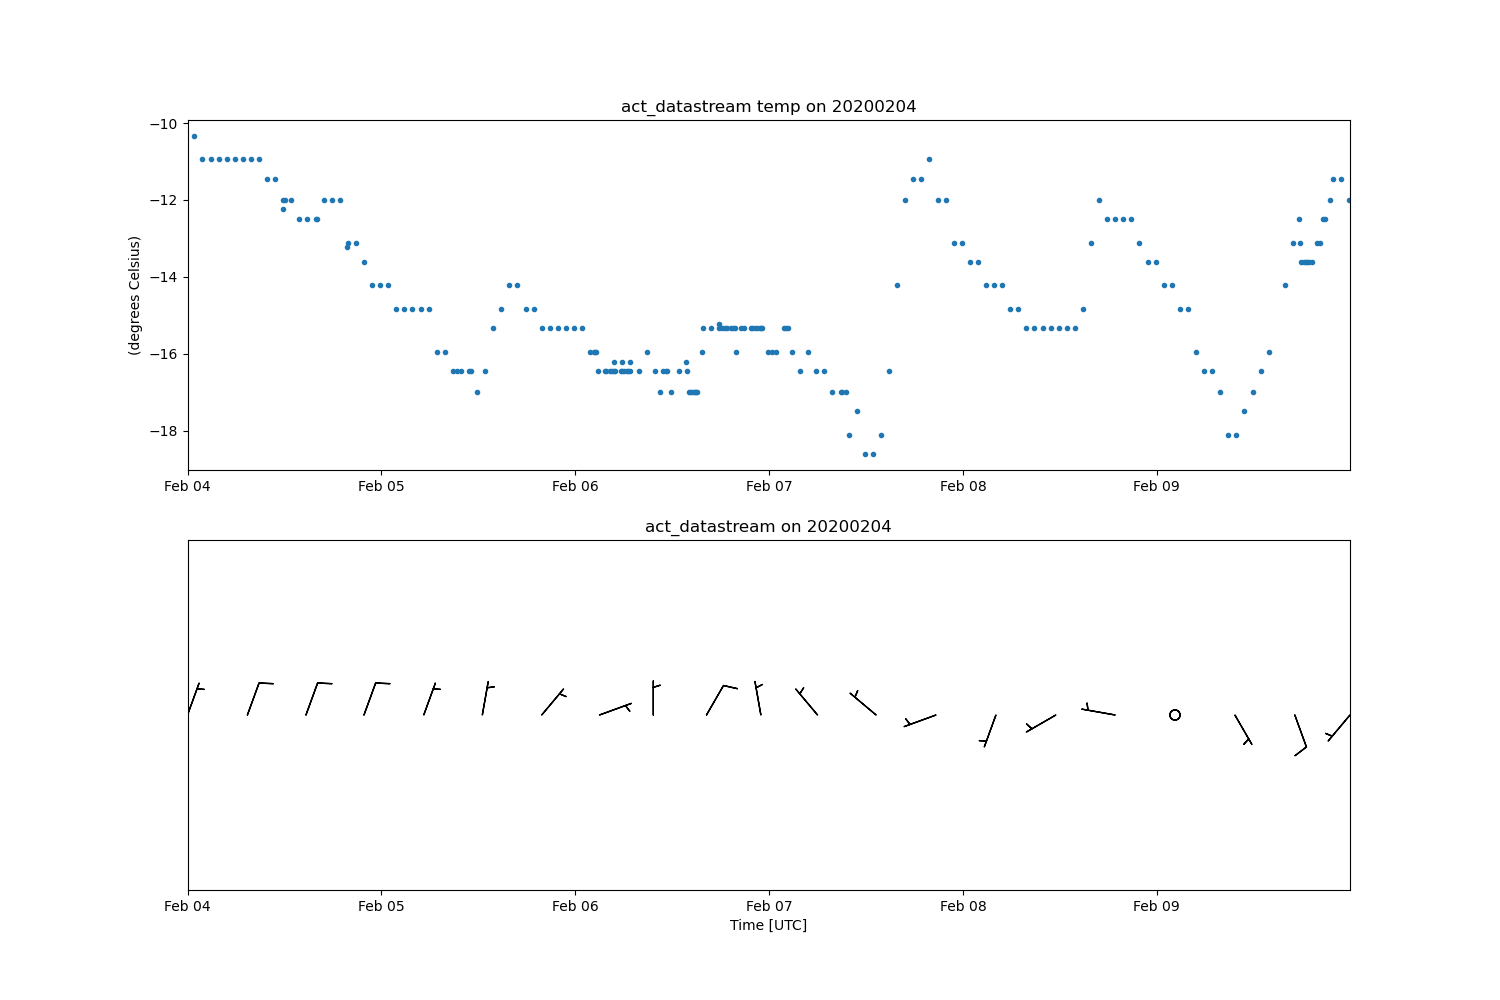 act_datastream temp on 20200204
−10
−12
−14
−16
−18
(degrees Celsius)
Feb 04 Feb 05 Feb 06 Feb 07 Feb 08 Feb 09
act_datastream on 20200204
Feb 04 Feb 05 Feb 06 Feb 07 Feb 08 Feb 09
Time [UTC]